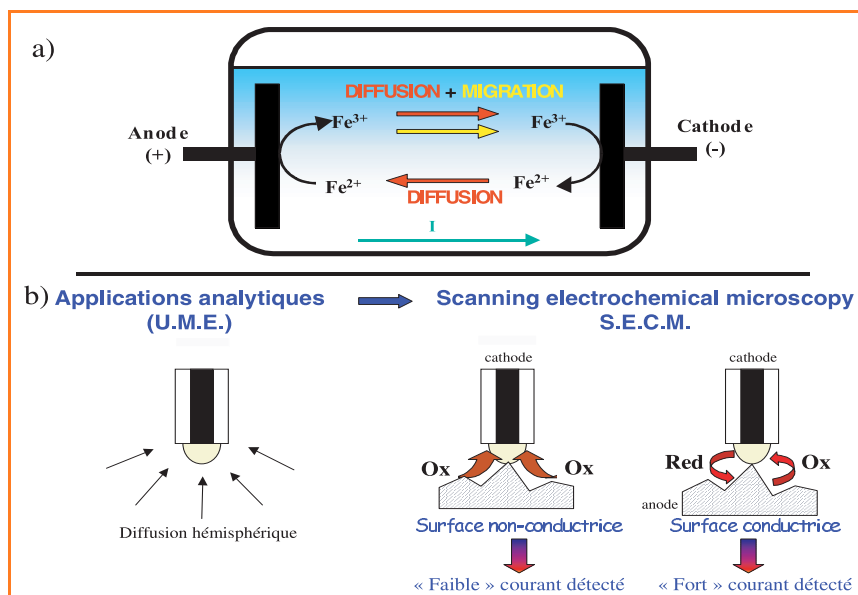 a)
DIFFUSION + MIGRATION
Anode
(+)
Fe³⁺
Fe³⁺
Cathode
(-)
Fe²⁺
DIFFUSION
Fe²⁺
I
b) Applications analytiques
(U.M.E.)
Scanning electrochemical microscopy
S.E.C.M.
cathode
cathode
Ox
Ox
Red
Ox
anode
Diffusion hémisphérique
Surface non-conductrice
Surface conductrice
« Faible » courant détecté
« Fort » courant détecté